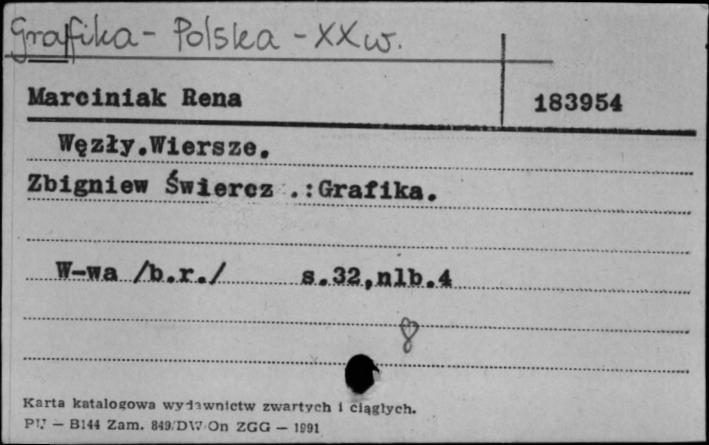 Grafika - Polska - XX w.
Marciniak Rena 183954
Węzły.Wiersze.
Zbigniew Świercz .:Grafika.
W-wa /b.r./ s.32,nlb.4
8
Karta katalogowa wydawnictw zwartych i ciągłych.
PU — B144 Zam. 849/DW/On ZGG — 1991